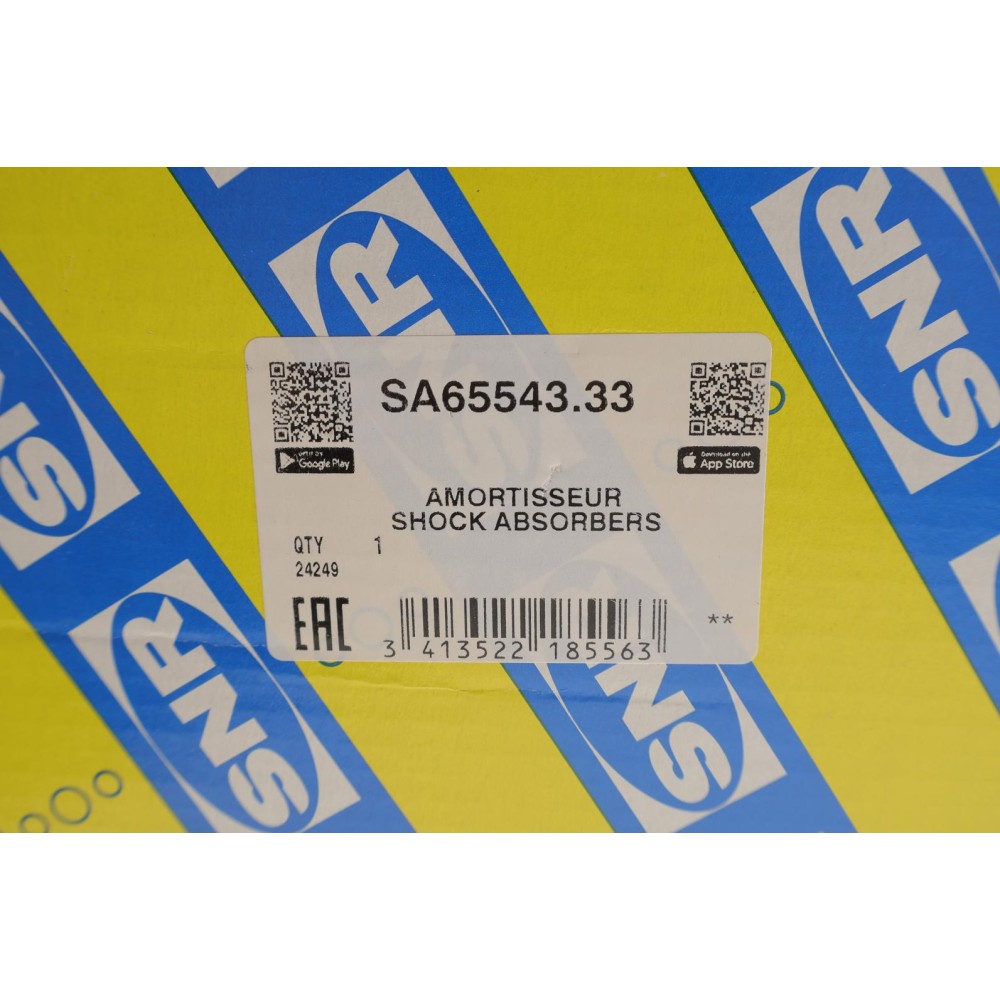 SNR
SNR
SNR
SA65543.33
GET IT ON
Google Play
Download on the
App Store
AMORTISSEUR
SHOCK ABSORBERS
QTY 1
24249
EAC
3 413522 185563
**
SNR
SNR